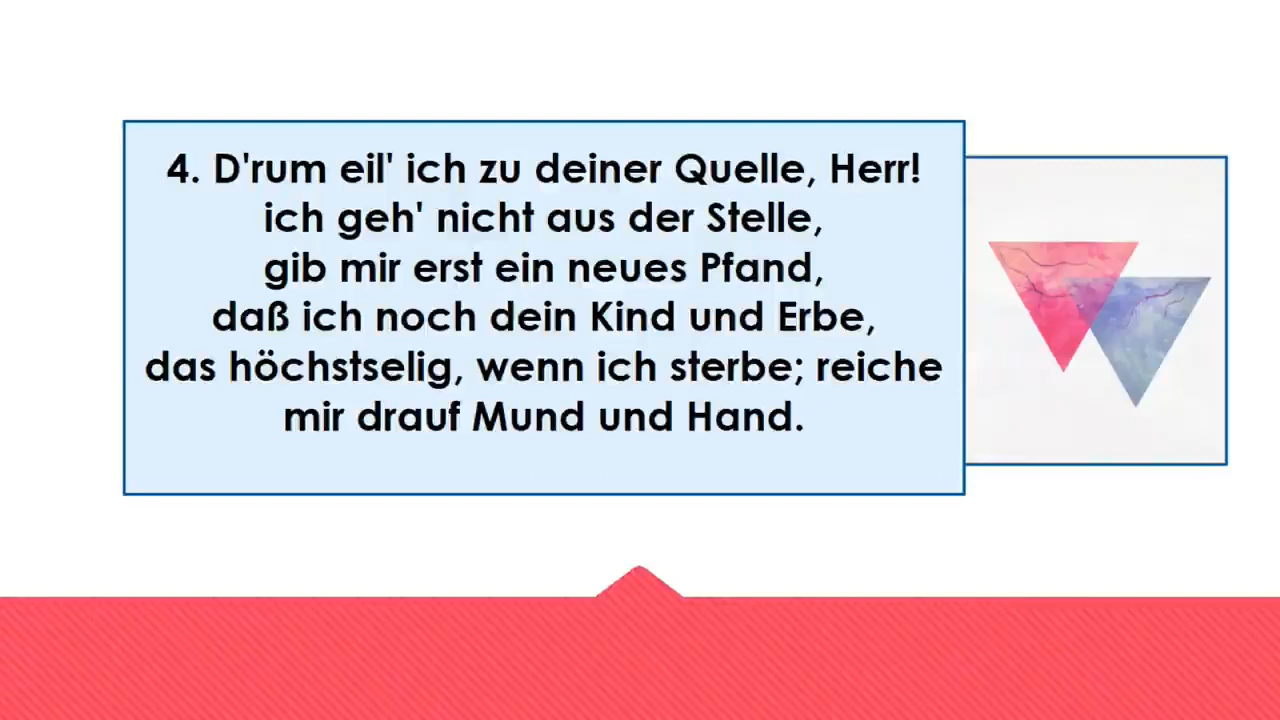 4. D'rum eil' ich zu deiner Quelle, Herr!
ich geh' nicht aus der Stelle,
gib mir erst ein neues Pfand,
daß ich noch dein Kind und Erbe,
das höchstselig, wenn ich sterbe; reiche
mir drauf Mund und Hand.